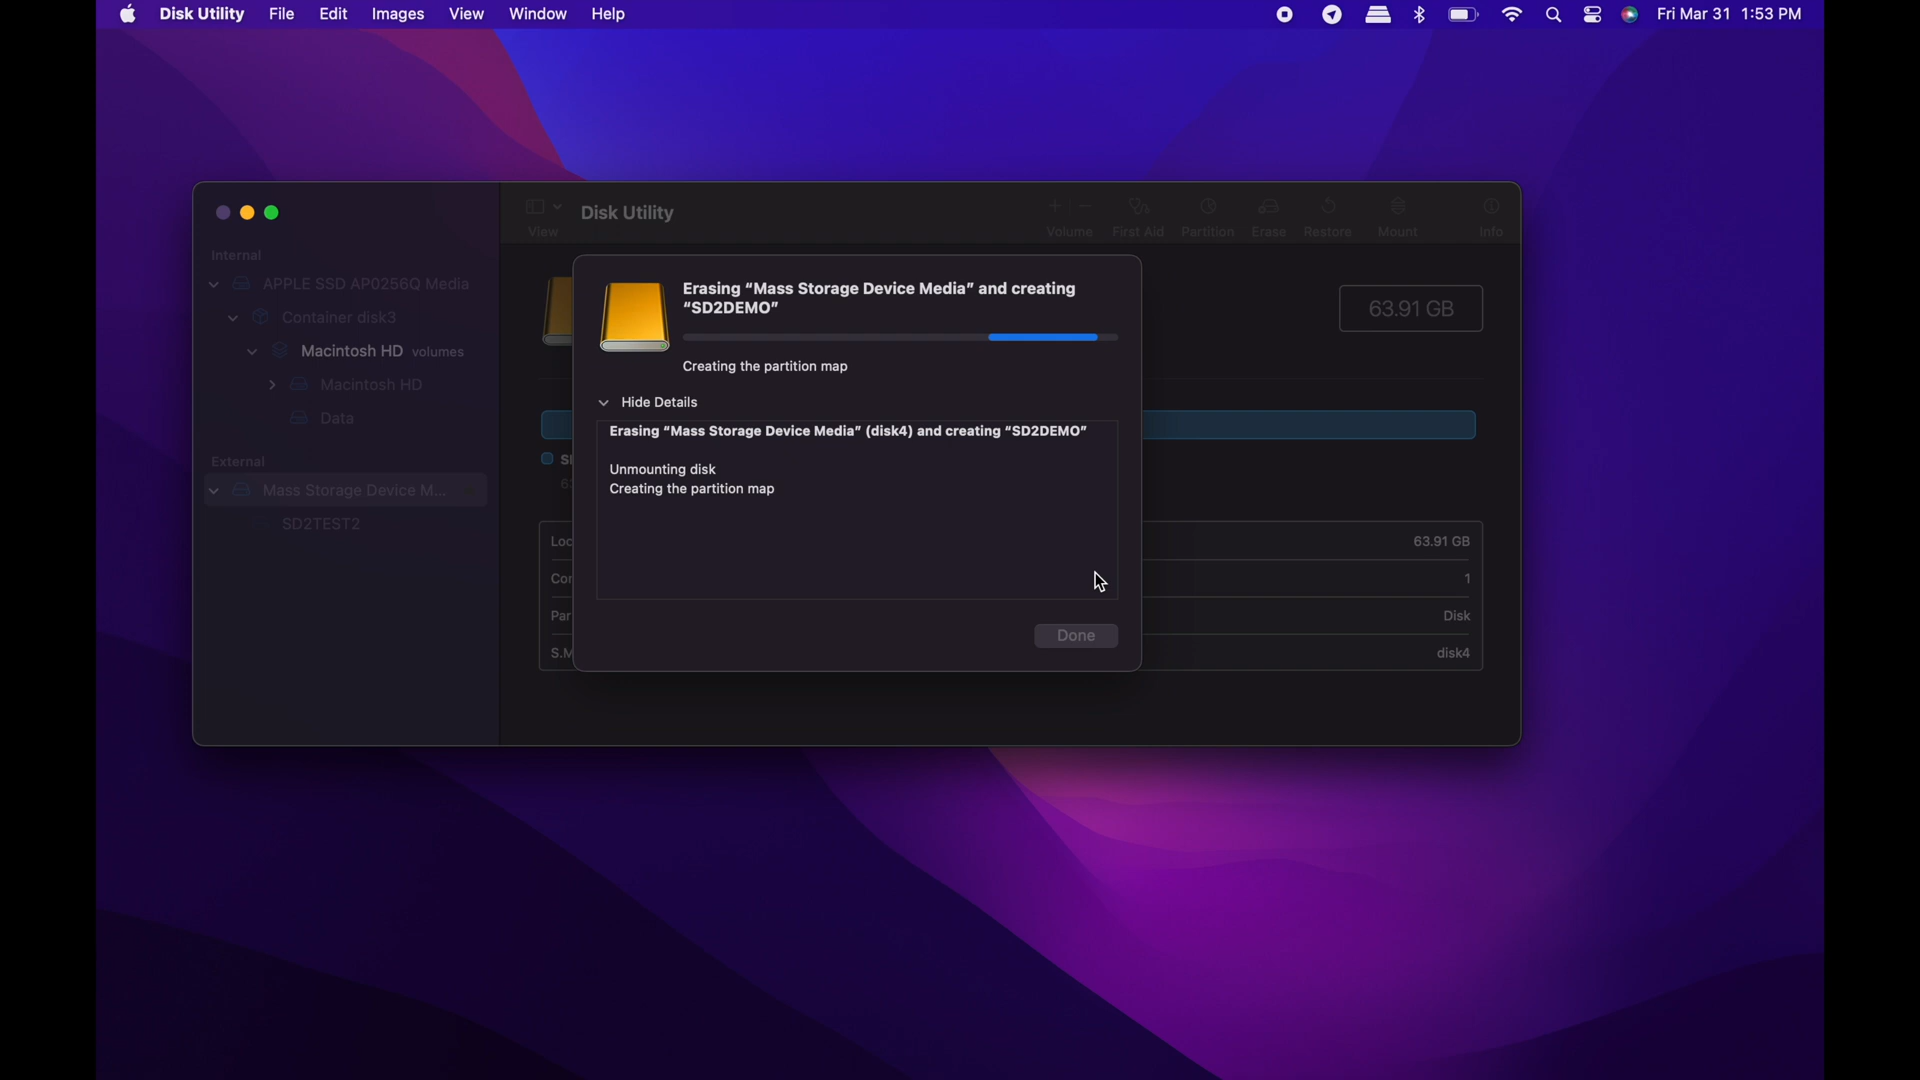 Disk Utility File Edit Images View Window Help Fri Mar 31 1:53 PM
Disk Utility
View Volume First Aid Partition Erase Restore Mount Info
Internal
APPLE SSD AP0256Q Media
Container disk3
Macintosh HD volumes
Macintosh HD
Data
External
Mass Storage Device M...
SD2TEST2
63.91 GB
Erasing “Mass Storage Device Media” and creating
“SD2DEMO”
Creating the partition map
Hide Details
Erasing “Mass Storage Device Media” (disk4) and creating “SD2DEMO”
Unmounting disk
Creating the partition map
Done
63.91 GB
1
Disk
disk4